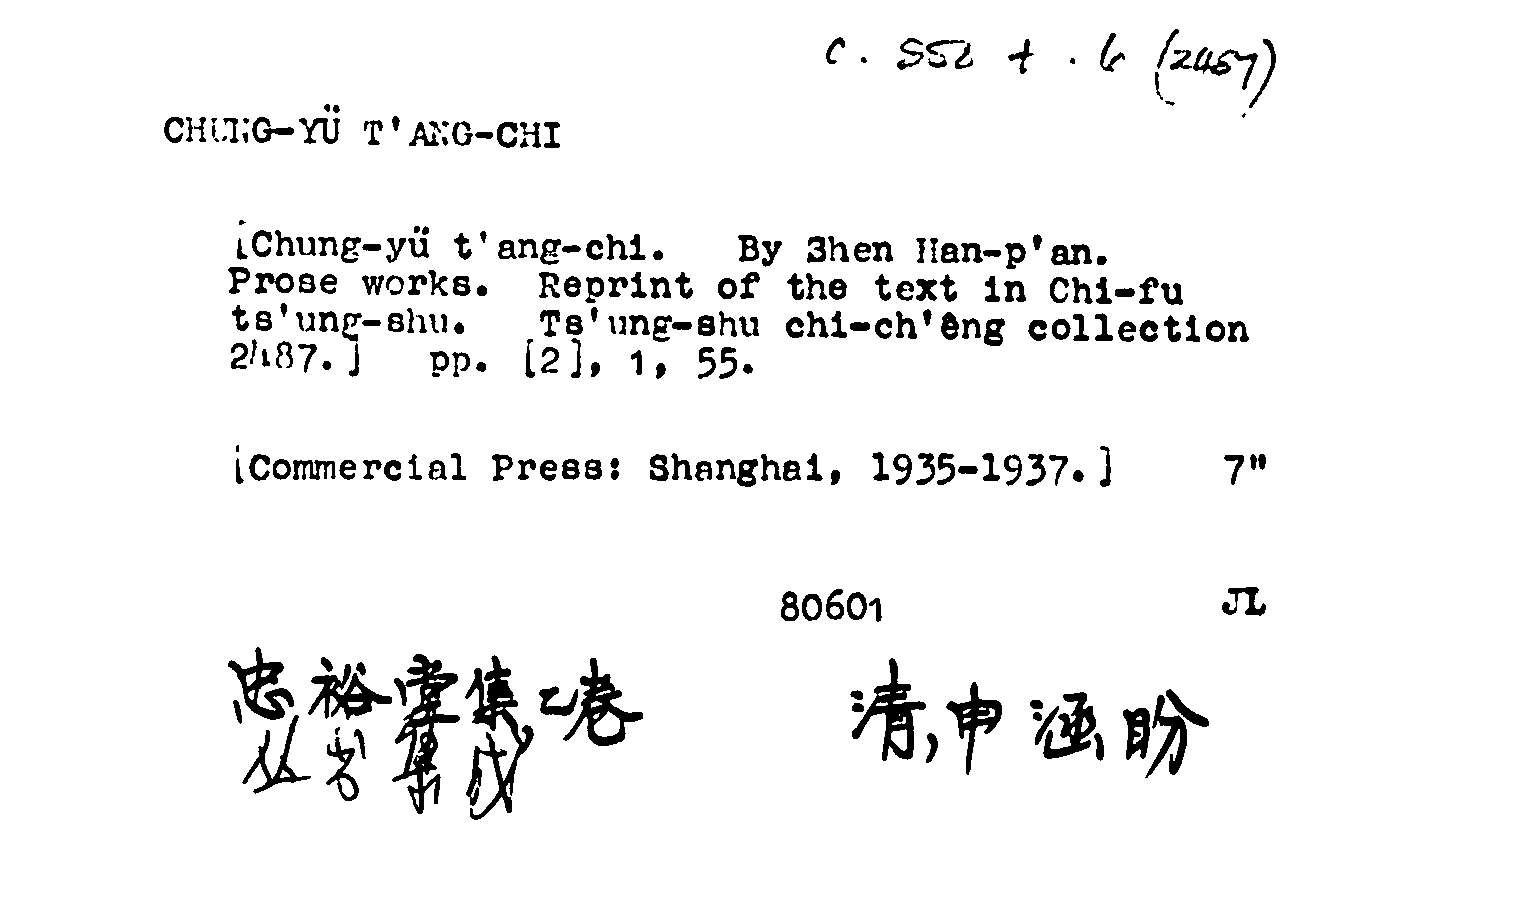 C. S52 t . 6 (2487)
CHUNG-YÜ T'ANG-CHI
[Chung-yü t'ang-chi. By Shen Han-p'an.
Prose works. Reprint of the text in Chi-fu
ts'ung-shu. Ts'ung-shu chi-ch'êng collection
2487.] pp. [2], 1, 55.
[Commercial Press: Shanghai, 1935-1937.] 7"
80601 JL
忠裕堂集,乙卷 清,申涵盼
丛书集成